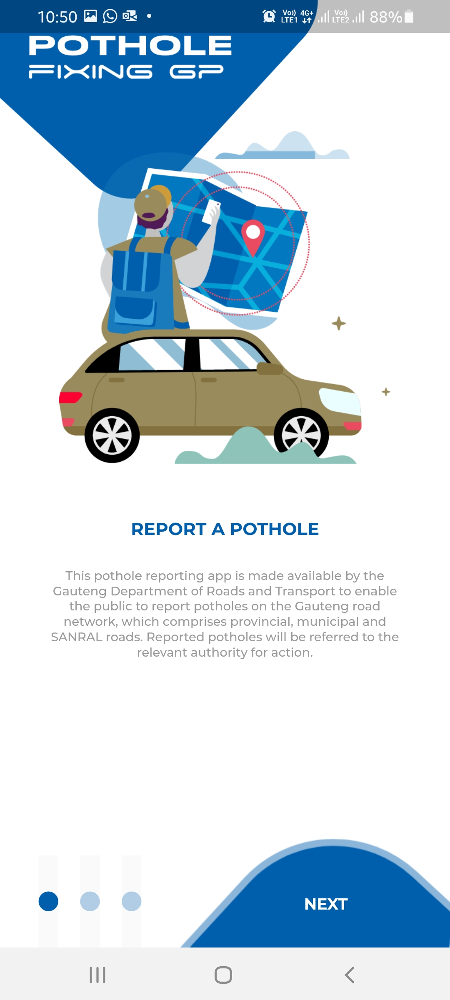 10:50
Vo)) LTE1 4G+ Vo)) LTE2 88%
POTHOLE
FIXING GP
REPORT A POTHOLE
This pothole reporting app is made available by the
Gauteng Department of Roads and Transport to enable
the public to report potholes on the Gauteng road
network, which comprises provincial, municipal and
SANRAL roads. Reported potholes will be referred to the
relevant authority for action.
NEXT